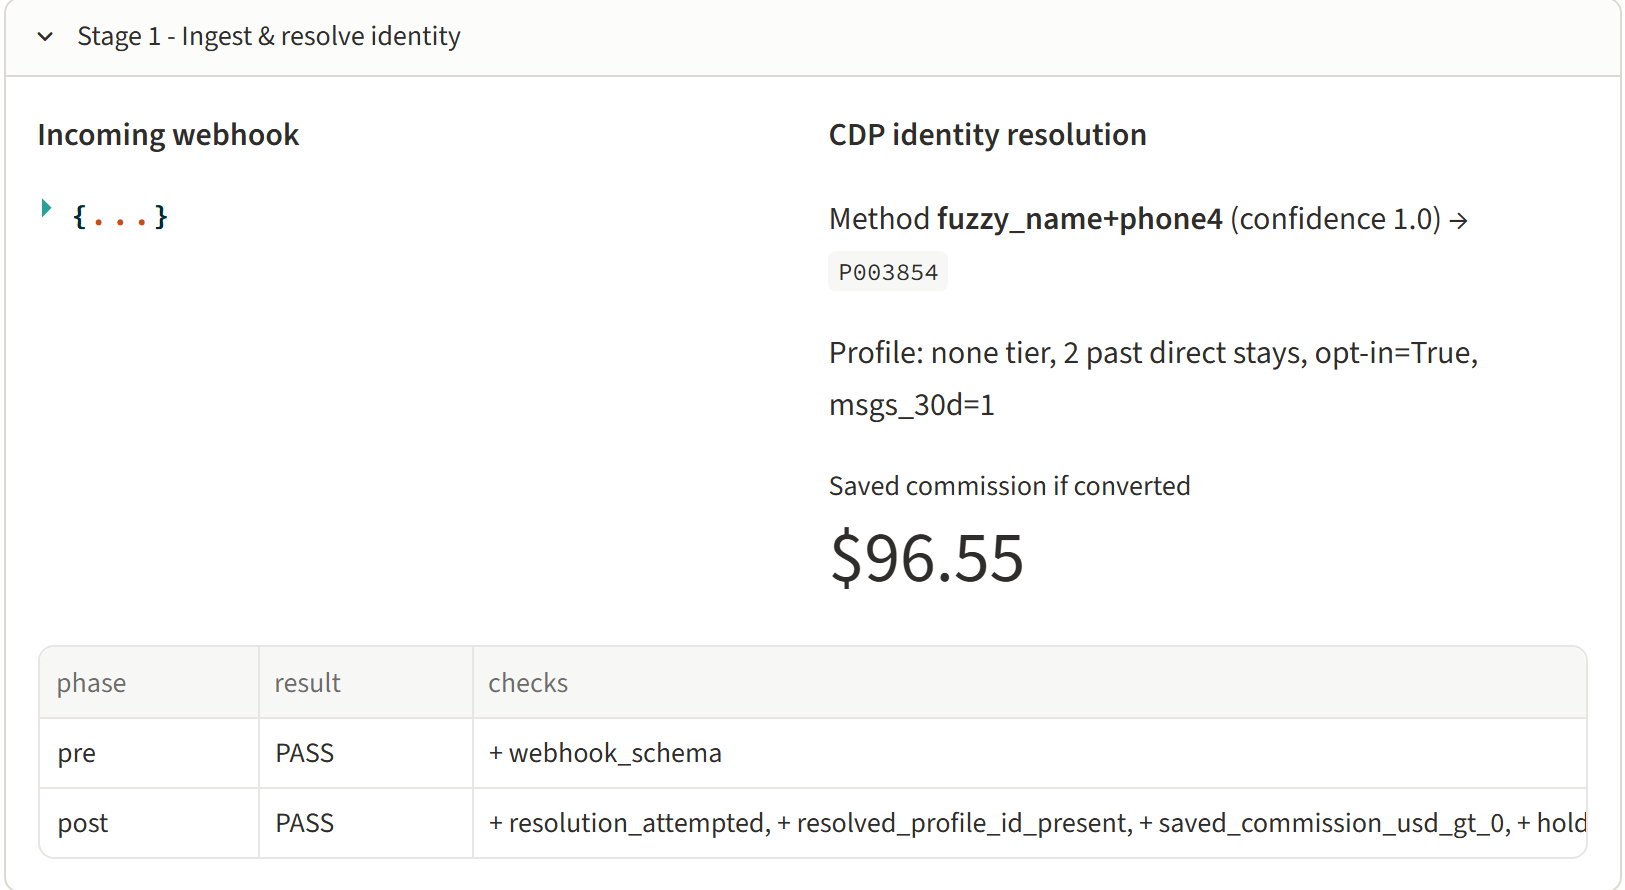 Stage 1 - Ingest & resolve identity
Incoming webhook
{...}
CDP identity resolution
Method fuzzy_name+phone4 (confidence 1.0) →
P003854
Profile: none tier, 2 past direct stays, opt-in=True,
msgs_30d=1
Saved commission if converted
$96.55
phase result checks
pre PASS + webhook_schema
post PASS + resolution_attempted, + resolved_profile_id_present, + saved_commission_usd_gt_0, + hold